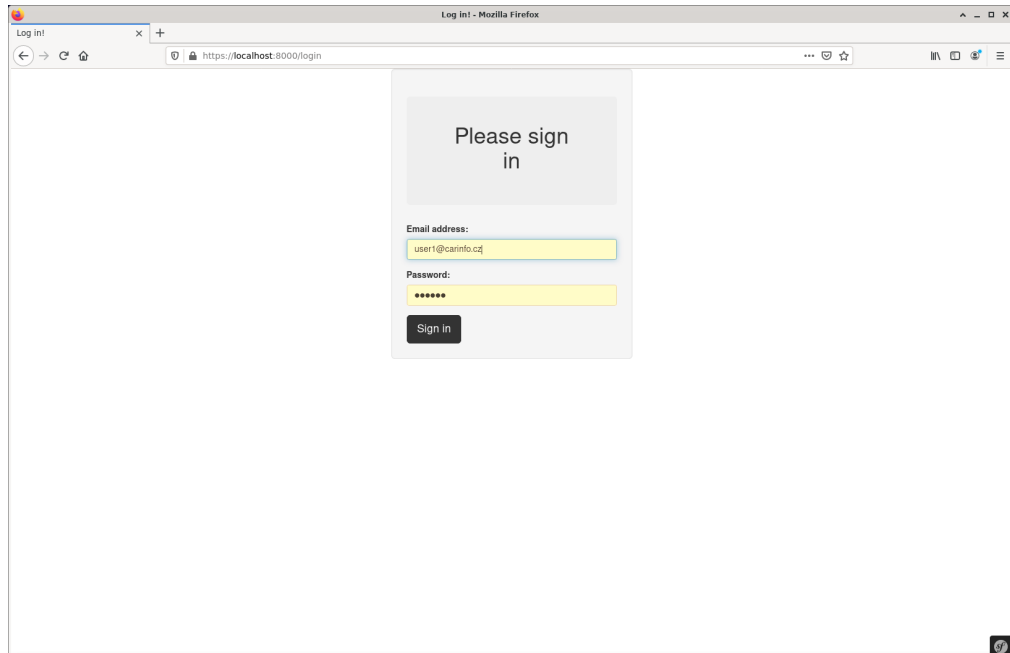 Log in! - Mozilla Firefox
Log in!
https://localhost:8000/login
Please sign
in
Email address:
user1@carinfo.cz
Password:
●●●●●●
Sign in